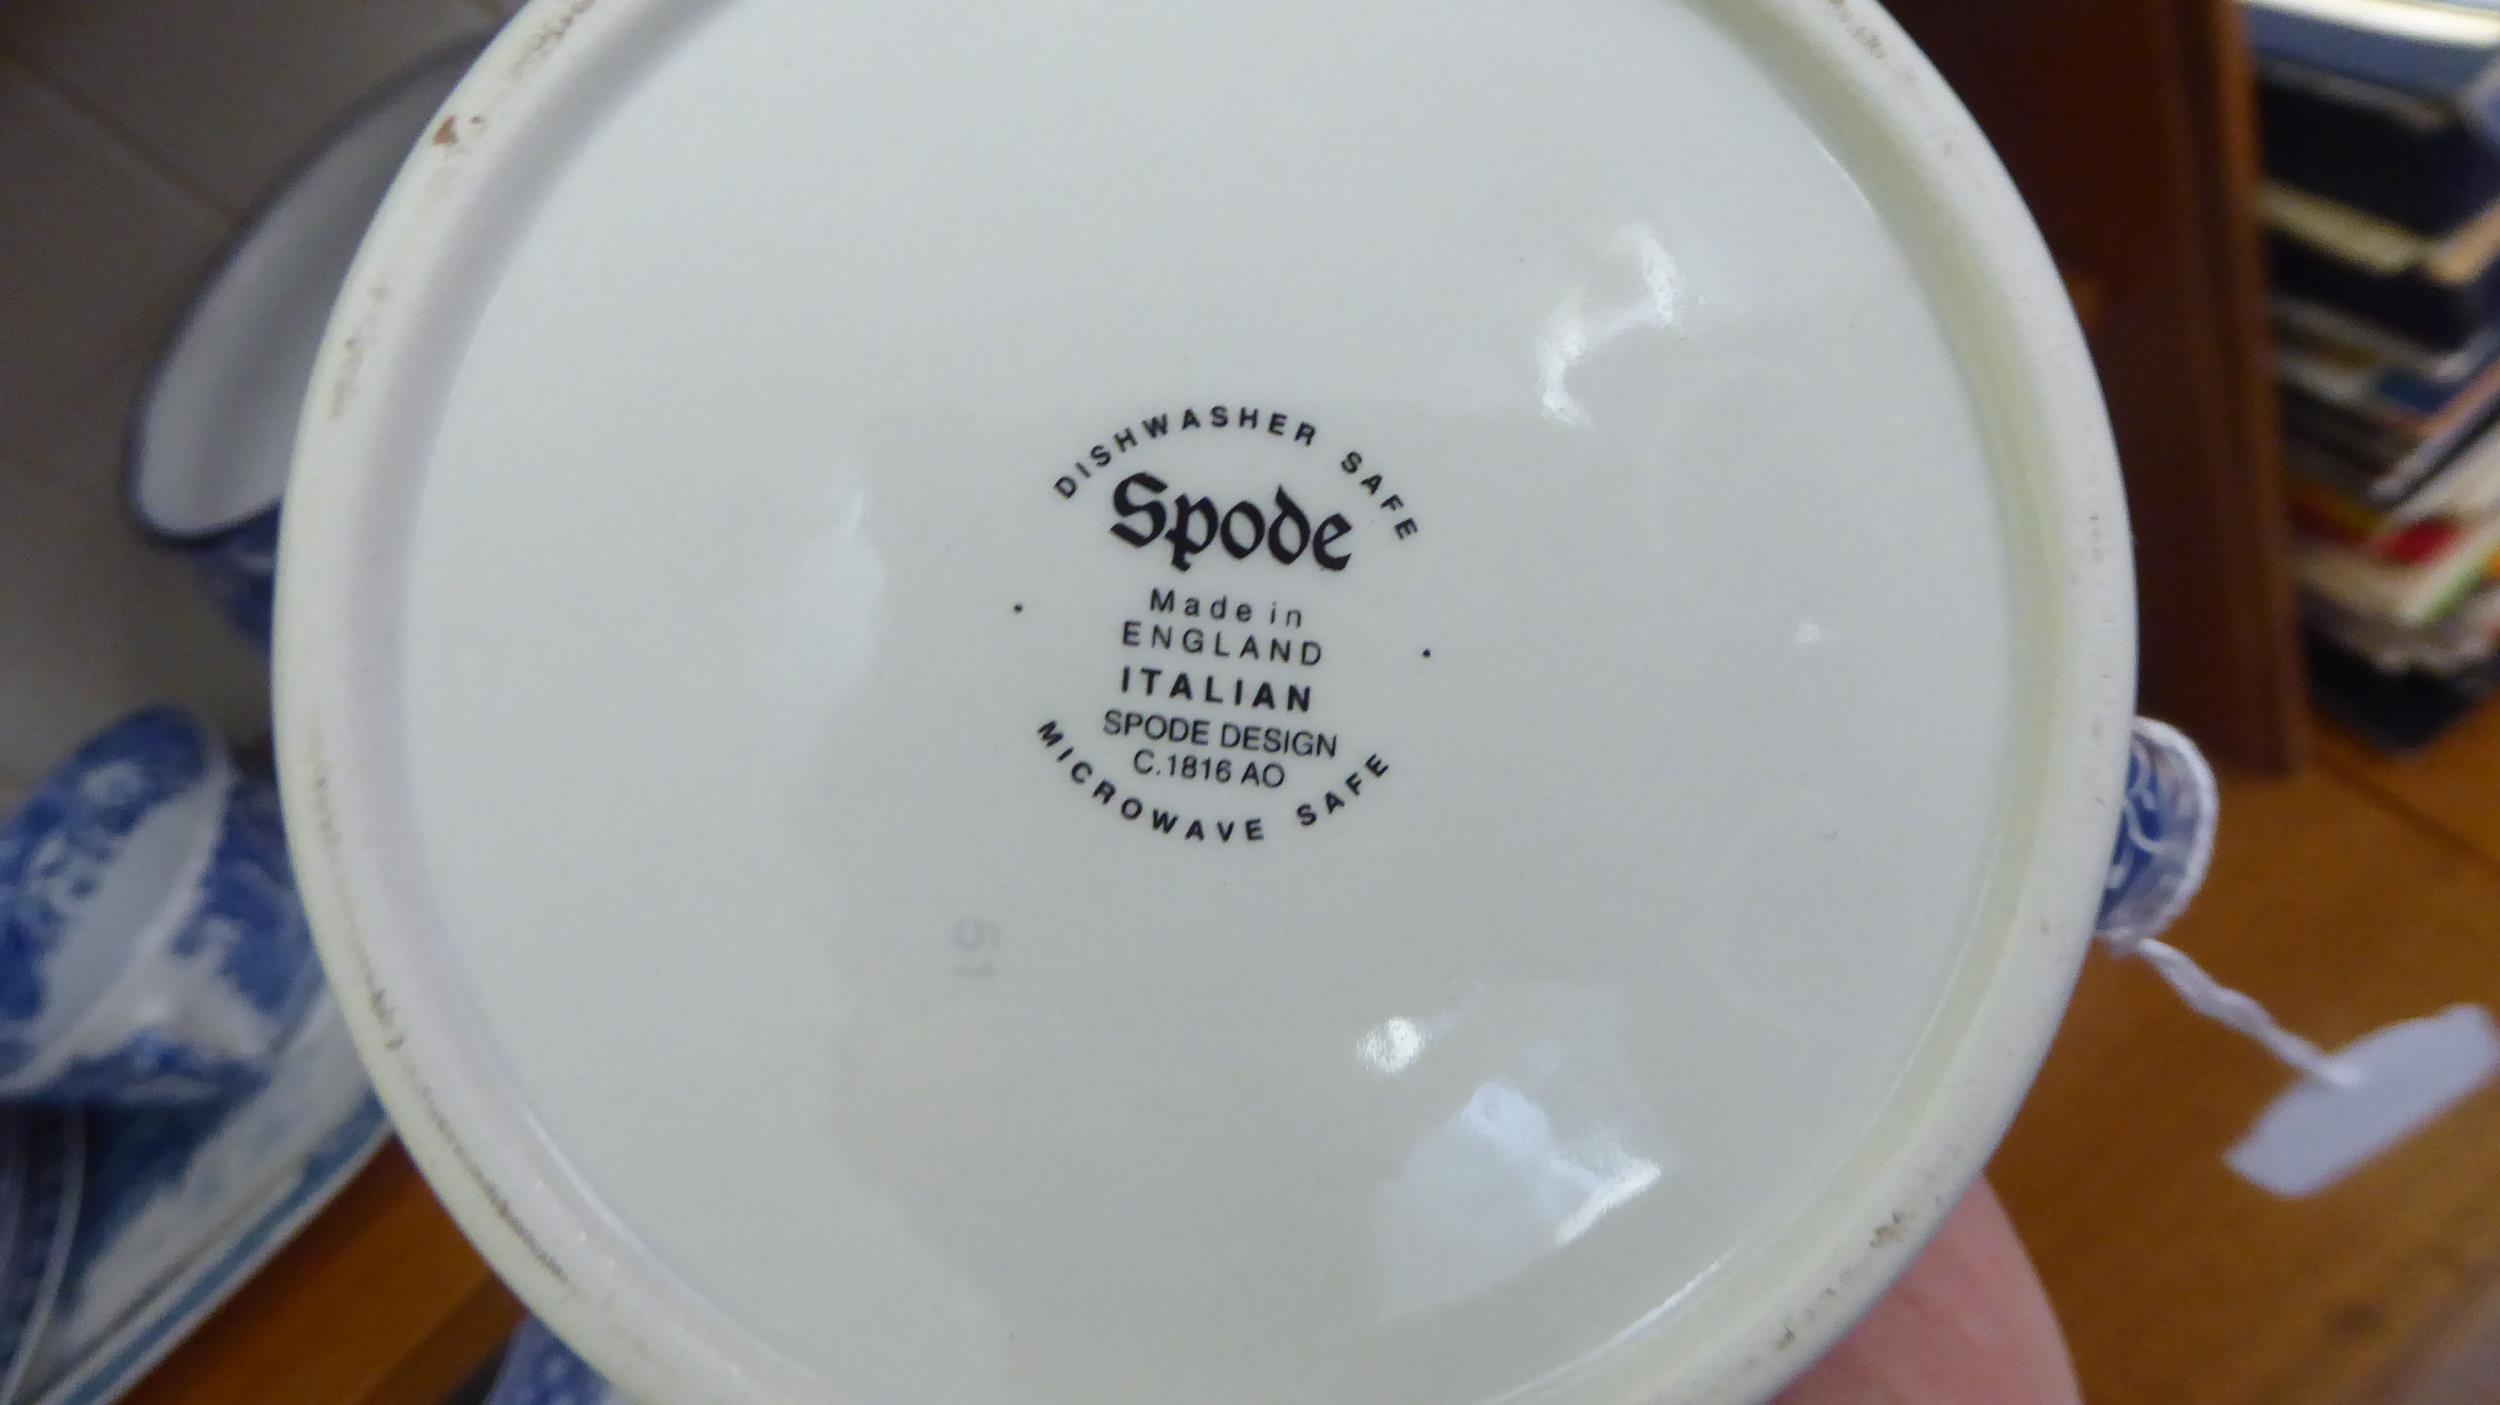 DISHWASHER SAFE
Spode
Made in
ENGLAND
ITALIAN
SPODE DESIGN
C.1816 AO
MICROWAVE SAFE
51